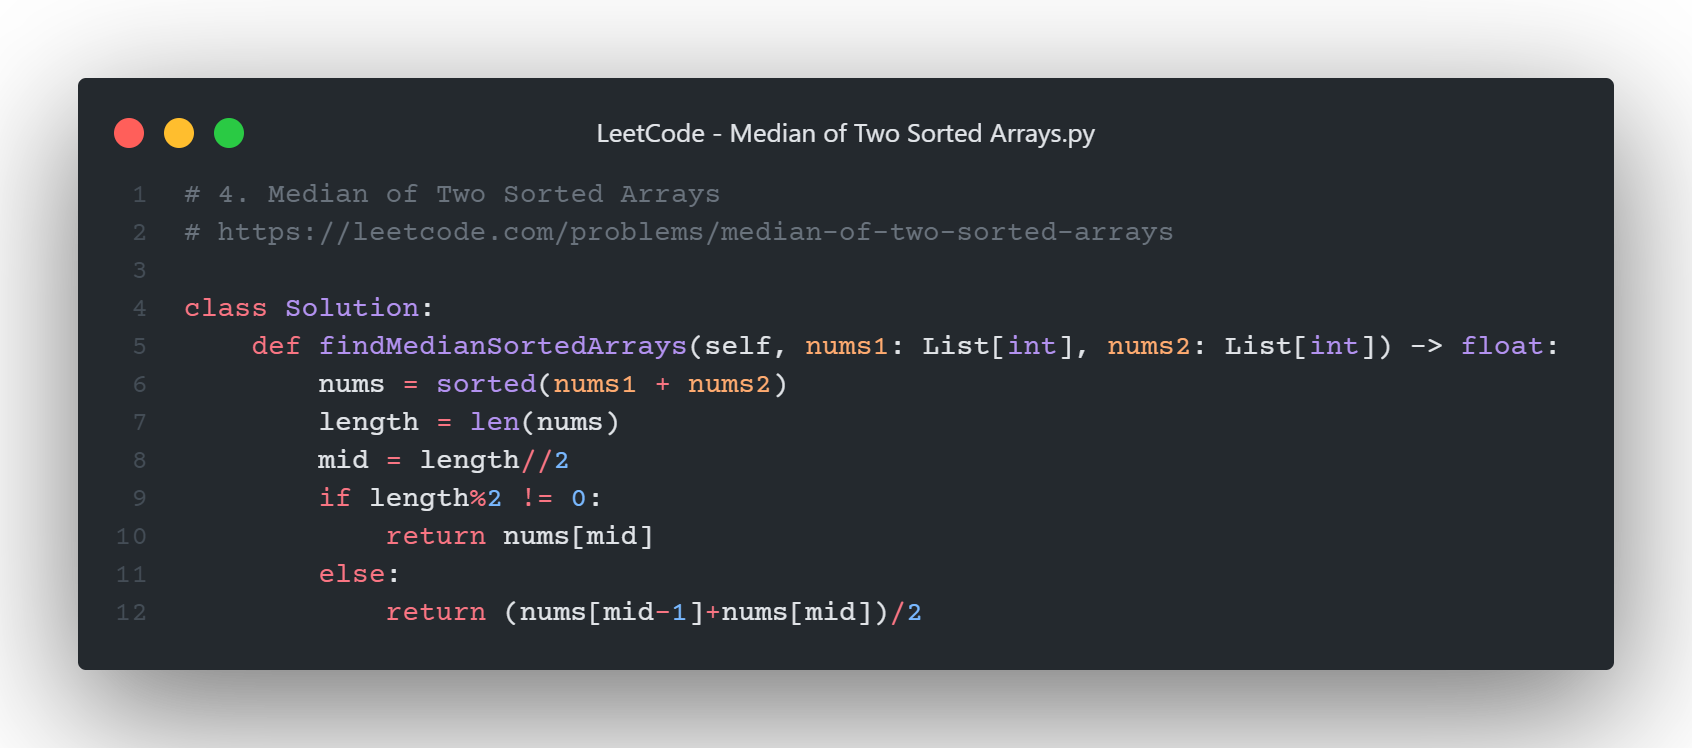 LeetCode - Median of Two Sorted Arrays.py
1 # 4. Median of Two Sorted Arrays
2 # https://leetcode.com/problems/median-of-two-sorted-arrays
3
4 class Solution:
5     def findMedianSortedArrays(self, nums1: List[int], nums2: List[int]) -> float:
6         nums = sorted(nums1 + nums2)
7         length = len(nums)
8         mid = length//2
9         if length%2 != 0:
10             return nums[mid]
11         else:
12             return (nums[mid-1]+nums[mid])/2